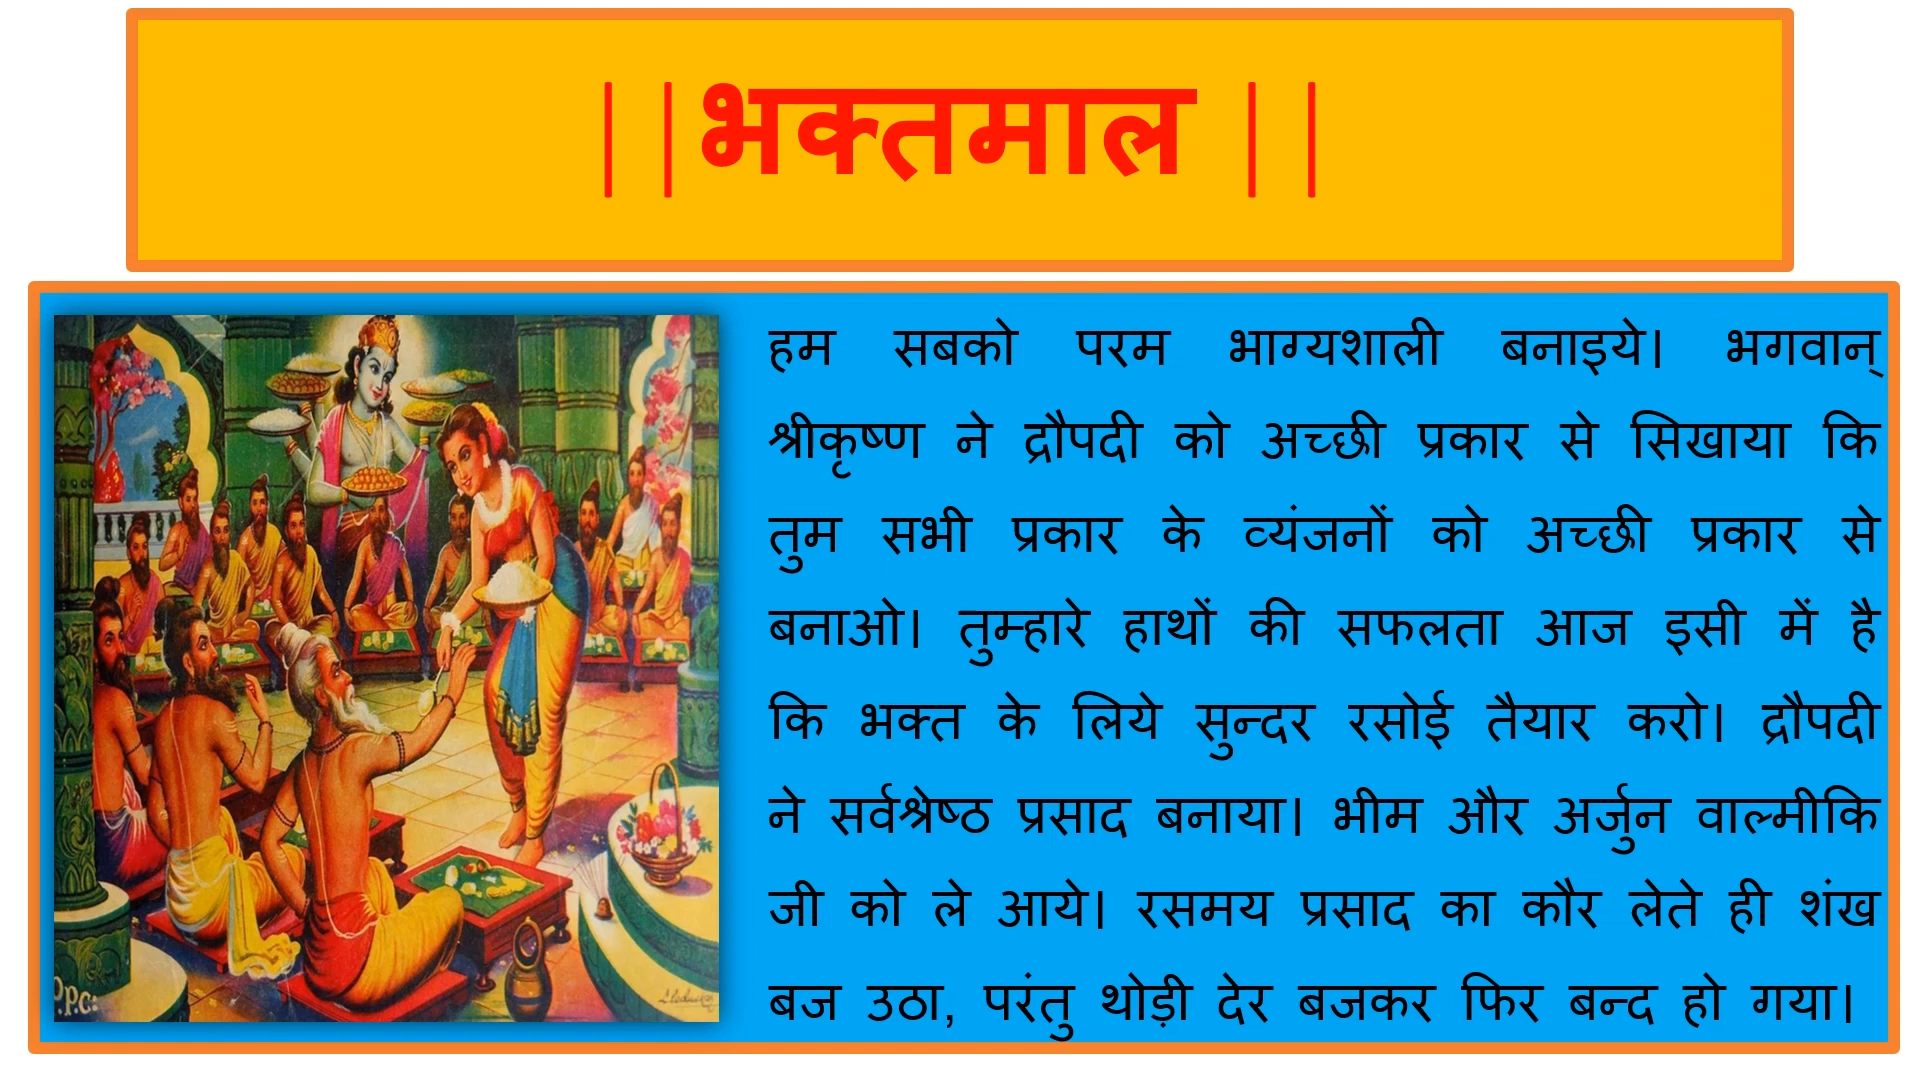 ||भक्तमाल ||
हम सबको परम भाग्यशाली बनाइये। भगवान्
श्रीकृष्ण ने द्रौपदी को अच्छी प्रकार से सिखाया कि
तुम सभी प्रकार के व्यंजनों को अच्छी प्रकार से
बनाओ। तुम्हारे हाथों की सफलता आज इसी में है
कि भक्त के लिये सुन्दर रसोई तैयार करो। द्रौपदी
ने सर्वश्रेष्ठ प्रसाद बनाया। भीम और अर्जुन वाल्मीकि
जी को ले आये। रसमय प्रसाद का कौर लेते ही शंख
बज उठा, परंतु थोड़ी देर बजकर फिर बन्द हो गया।